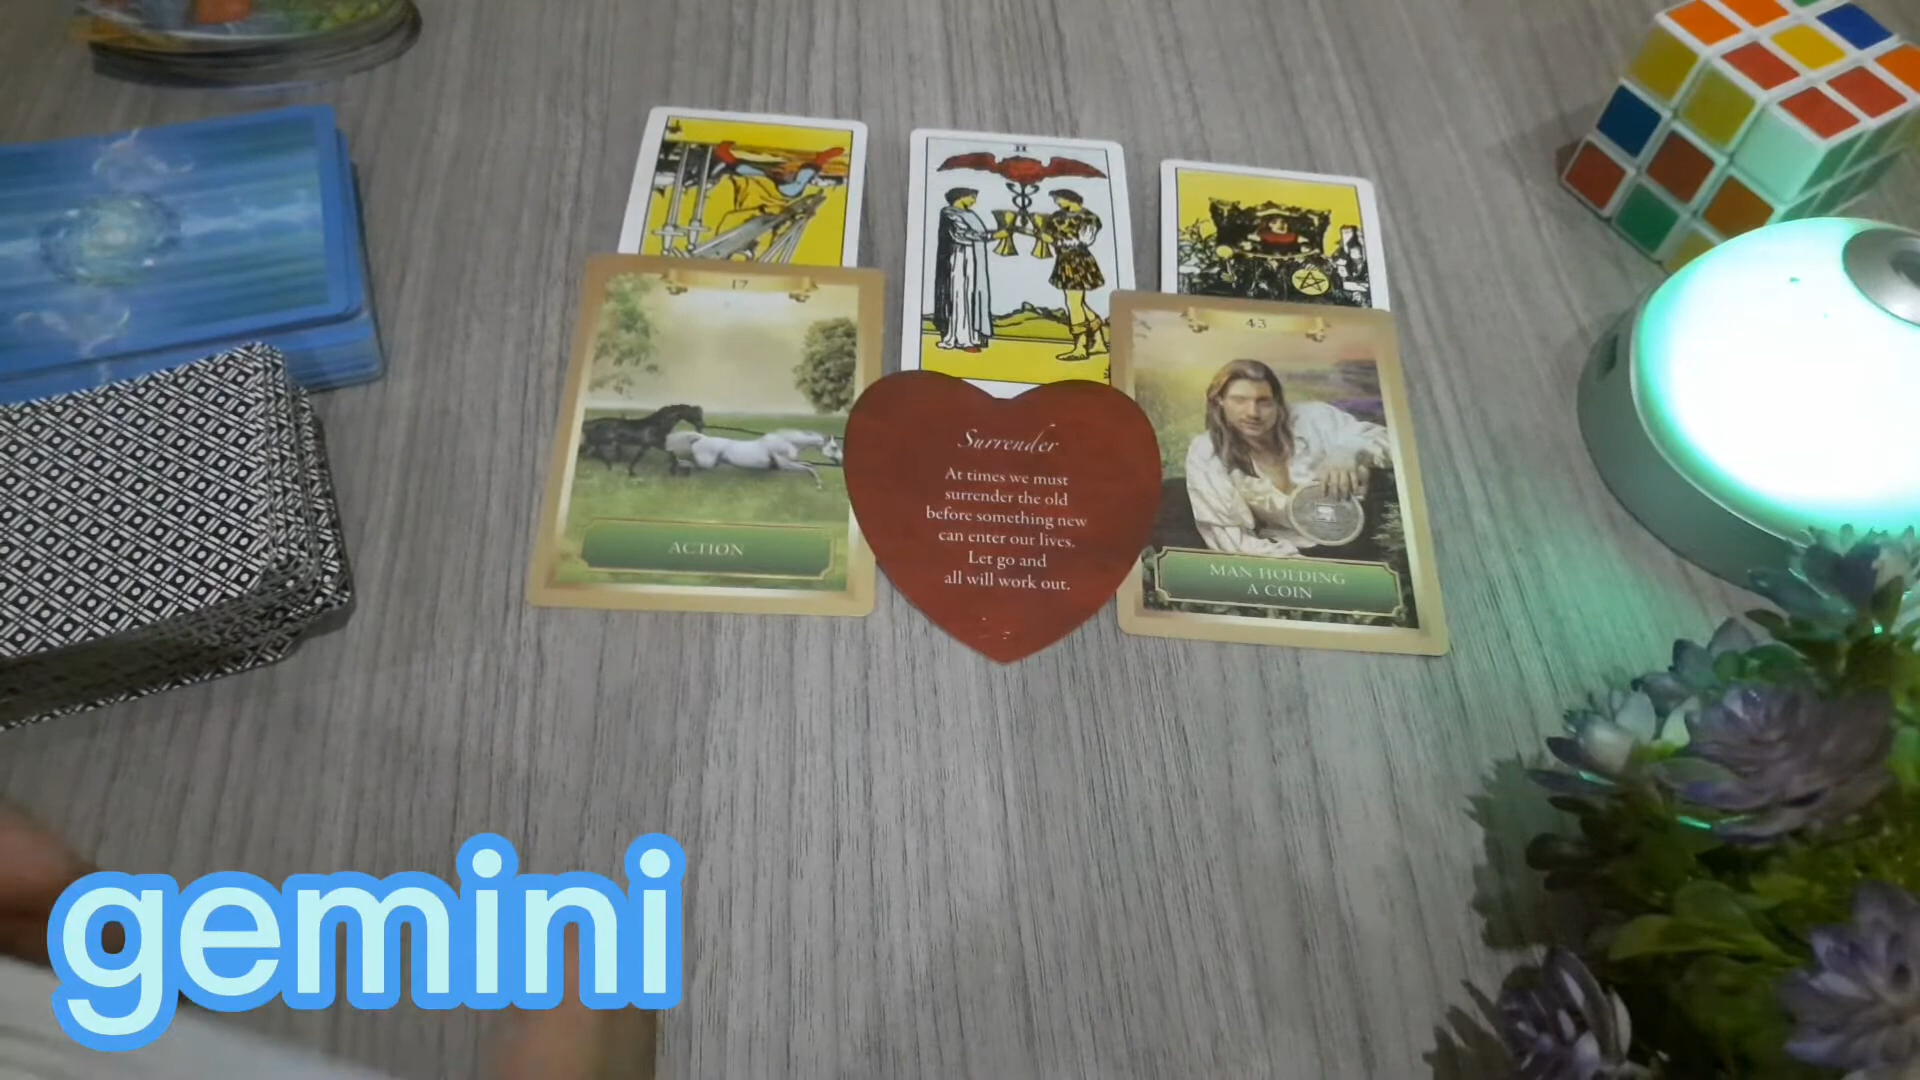 II
17
43
ACTION
Surrender
At times we must
surrender the old
before something new
can enter our lives.
Let go and
all will work out.
MAN HOLDING
A COIN
gemini